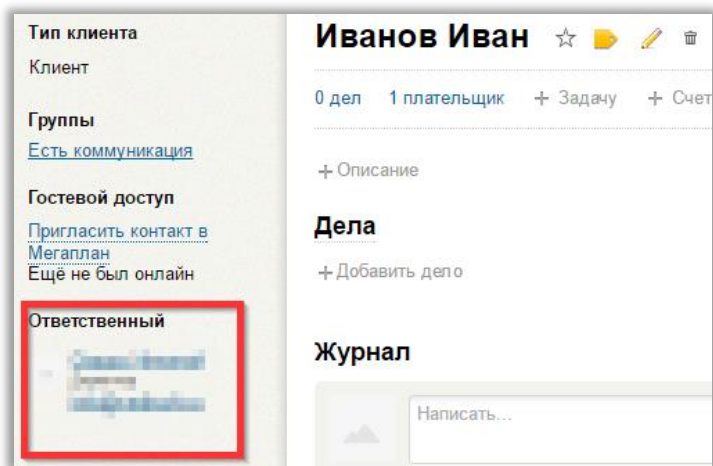 Тип клиента
Клиент
Группы
Есть коммуникация
Гостевой доступ
Пригласить контакт в
Мегаплан
Ещё не был онлайн
Ответственный
Иванов Иван
0 дел 1 плательщик + Задачу + Счет
+ Описание
Дела
+ Добавить дело
Журнал
Написать...